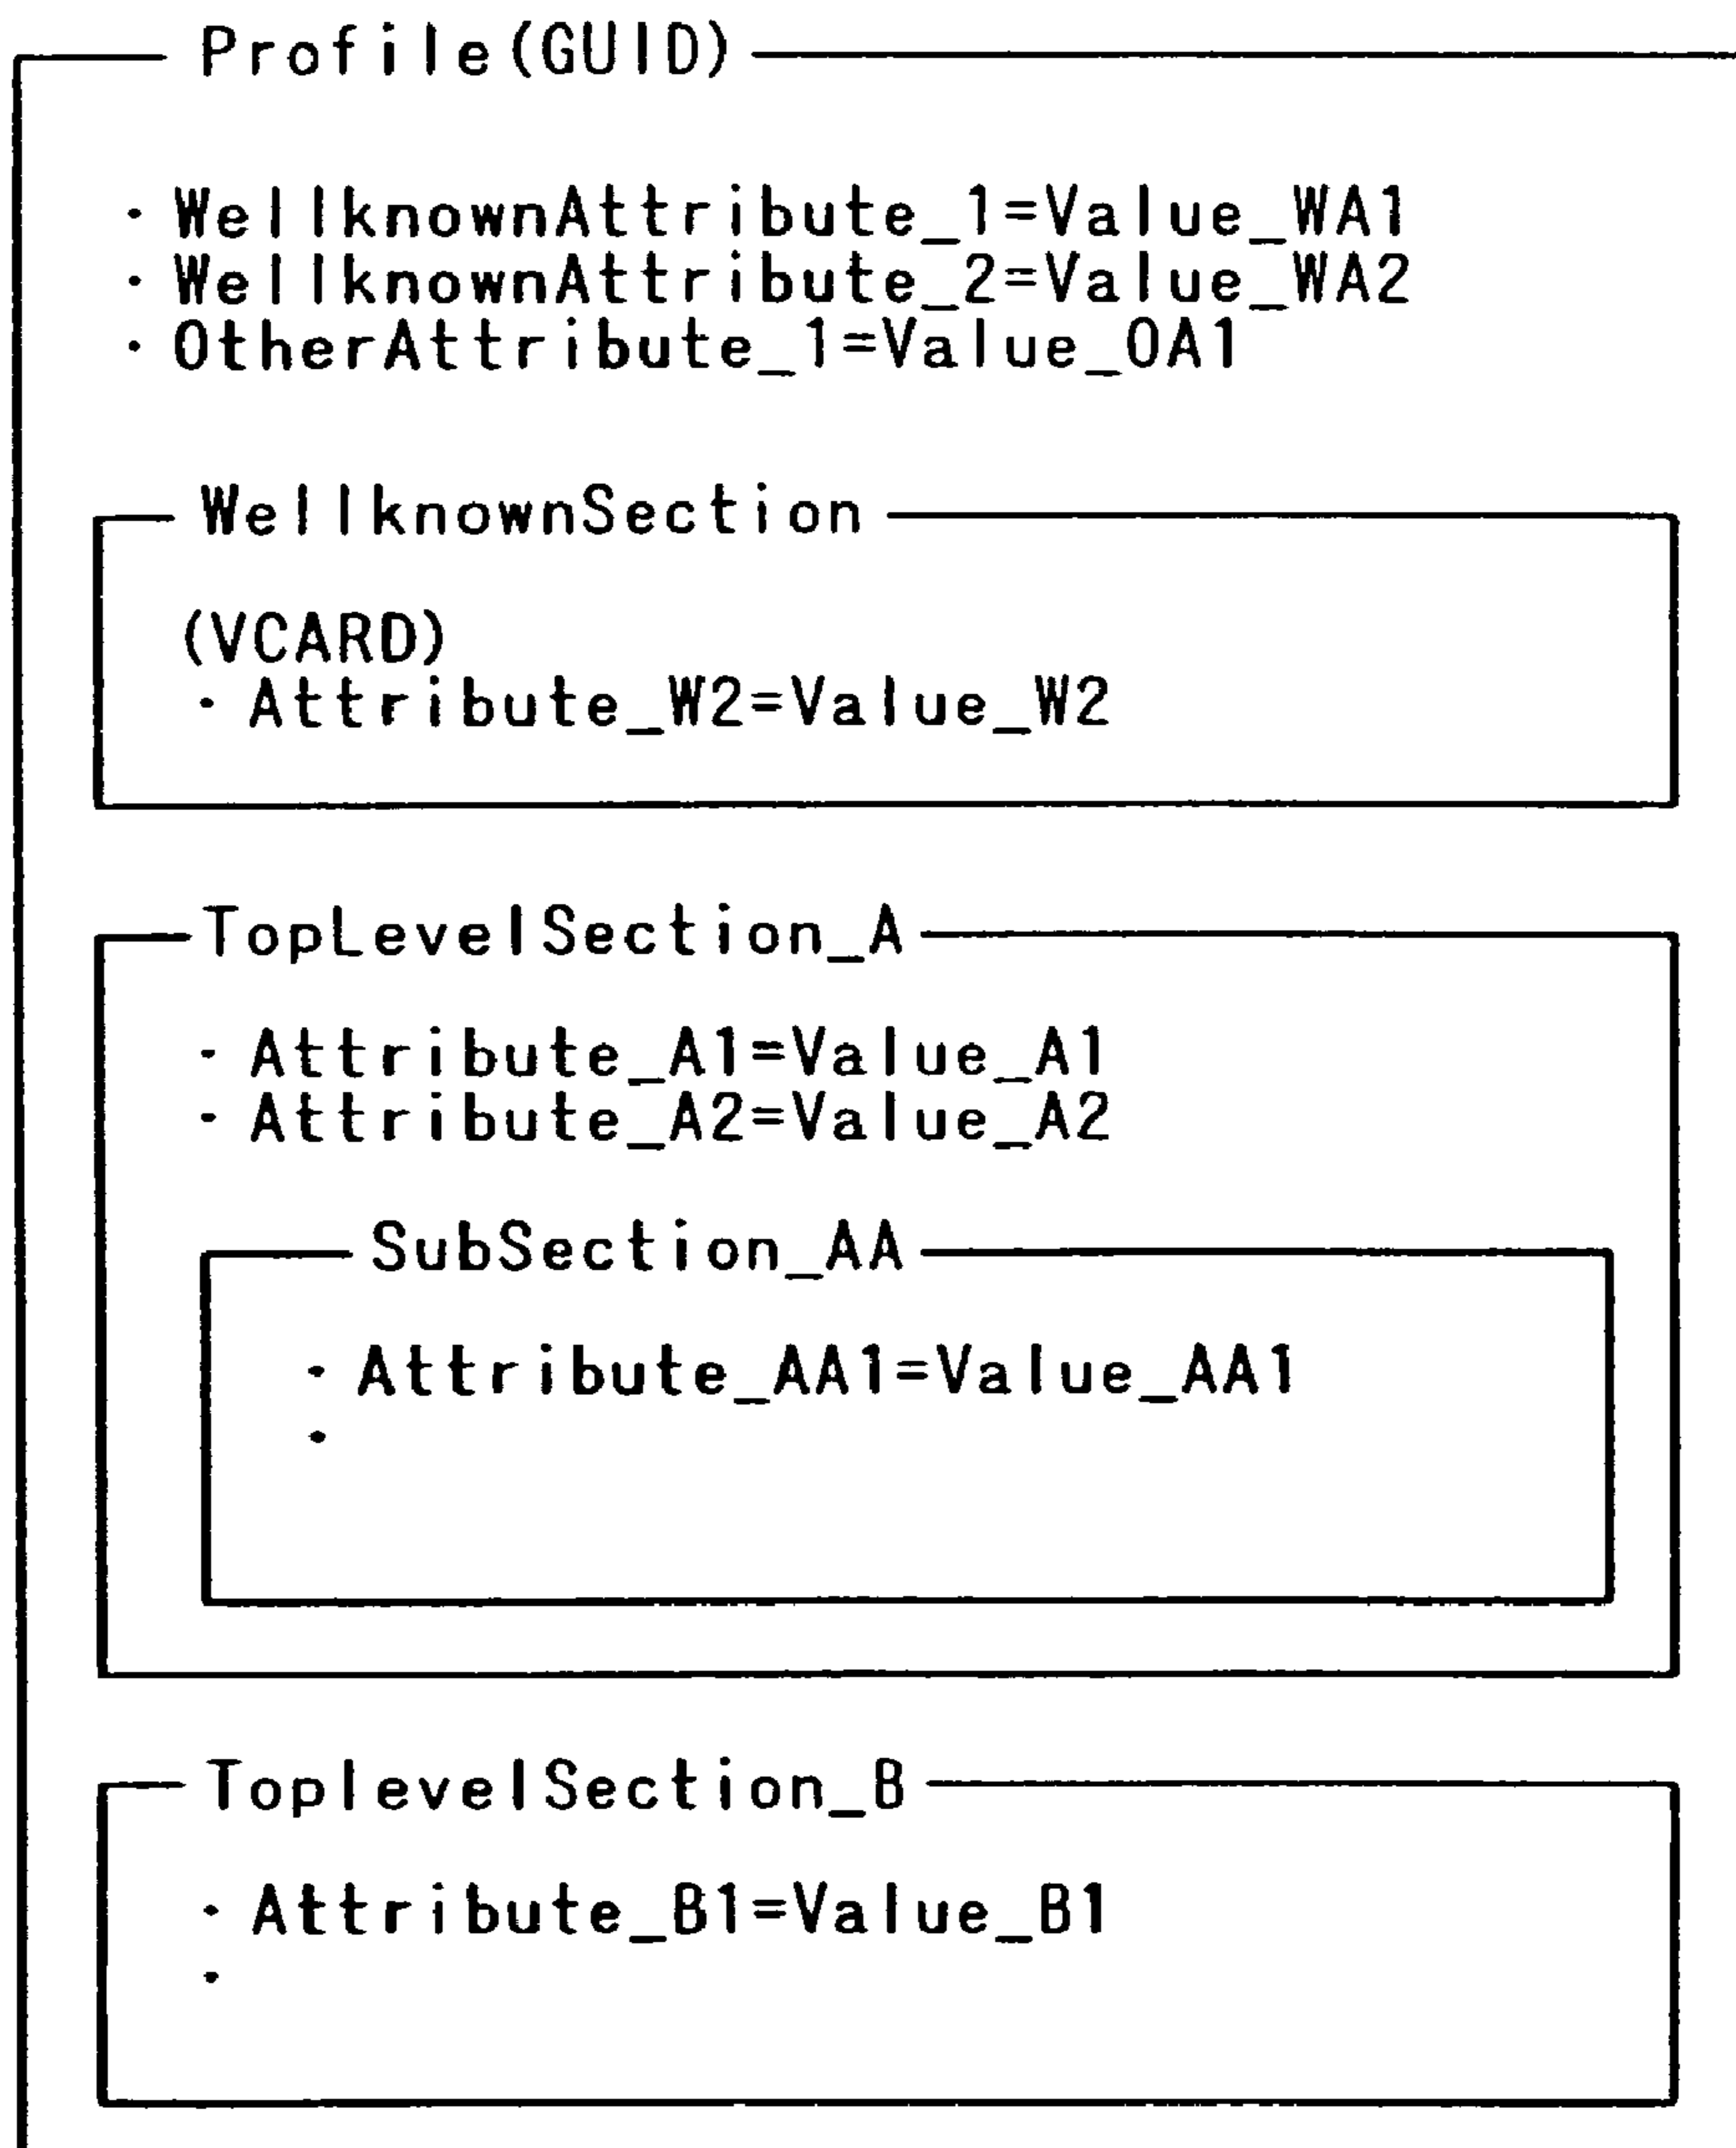 Profile(GUID)
・WellknownAttribute_1=Value_WA1
・WellknownAttribute_2=Value_WA2
・OtherAttribute_1=Value_OA1
WellknownSection
(VCARD)
・Attribute_W2=Value_W2
TopLevelSection_A
・Attribute_A1=Value_A1
・Attribute_A2=Value_A2
SubSection_AA
・Attribute_AA1=Value_AA1
・
ToplevelSection_B
・Attribute_B1=Value_B1
・